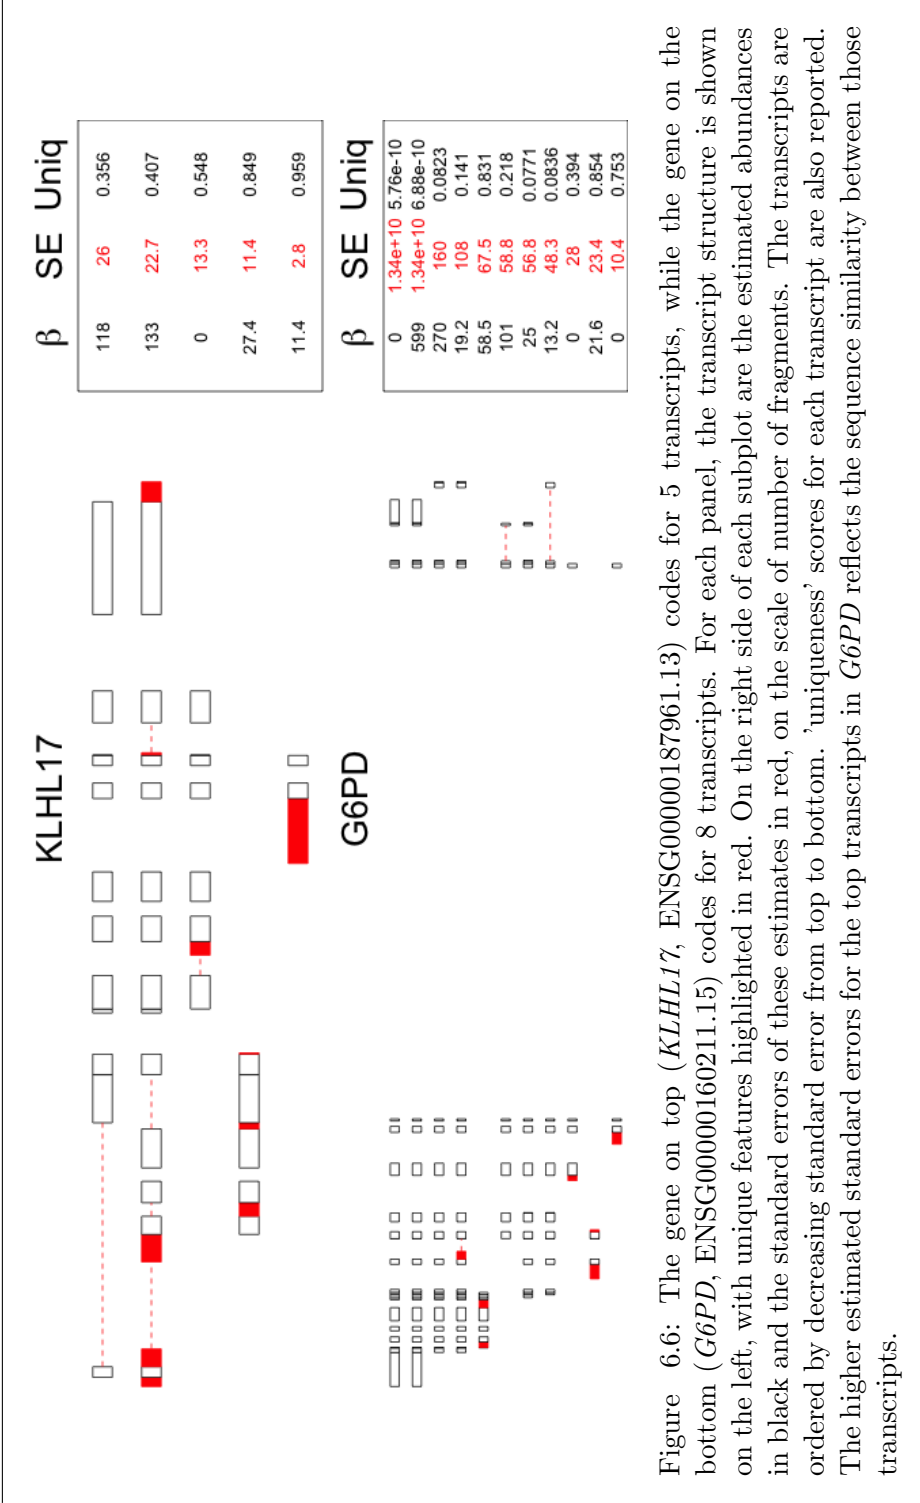 KLHL17
β SE Uniq
118 26 0.356
133 22.7 0.407
0 13.3 0.548
27.4 11.4 0.849
11.4 2.8 0.959
G6PD
β SE Uniq
0 1.34e+10 5.76e-10
599 1.34e+10 6.88e-10
270 160 0.0823
19.2 108 0.141
58.5 67.5 0.831
101 58.8 0.218
25 56.8 0.0771
13.2 48.3 0.0836
0 28 0.394
21.6 23.4 0.854
0 10.4 0.753
Figure 6.6: The gene on top (KLHL17, ENSG00000187961.13) codes for 5 transcripts, while the gene on the
bottom (G6PD, ENSG00000160211.15) codes for 8 transcripts. For each panel, the transcript structure is shown
on the left, with unique features highlighted in red. On the right side of each subplot are the estimated abundances
in black and the standard errors of these estimates in red, on the scale of number of fragments. The transcripts are
ordered by decreasing standard error from top to bottom. 'uniqueness' scores for each transcript are also reported.
The higher estimated standard errors for the top transcripts in G6PD reflects the sequence similarity between those
transcripts.